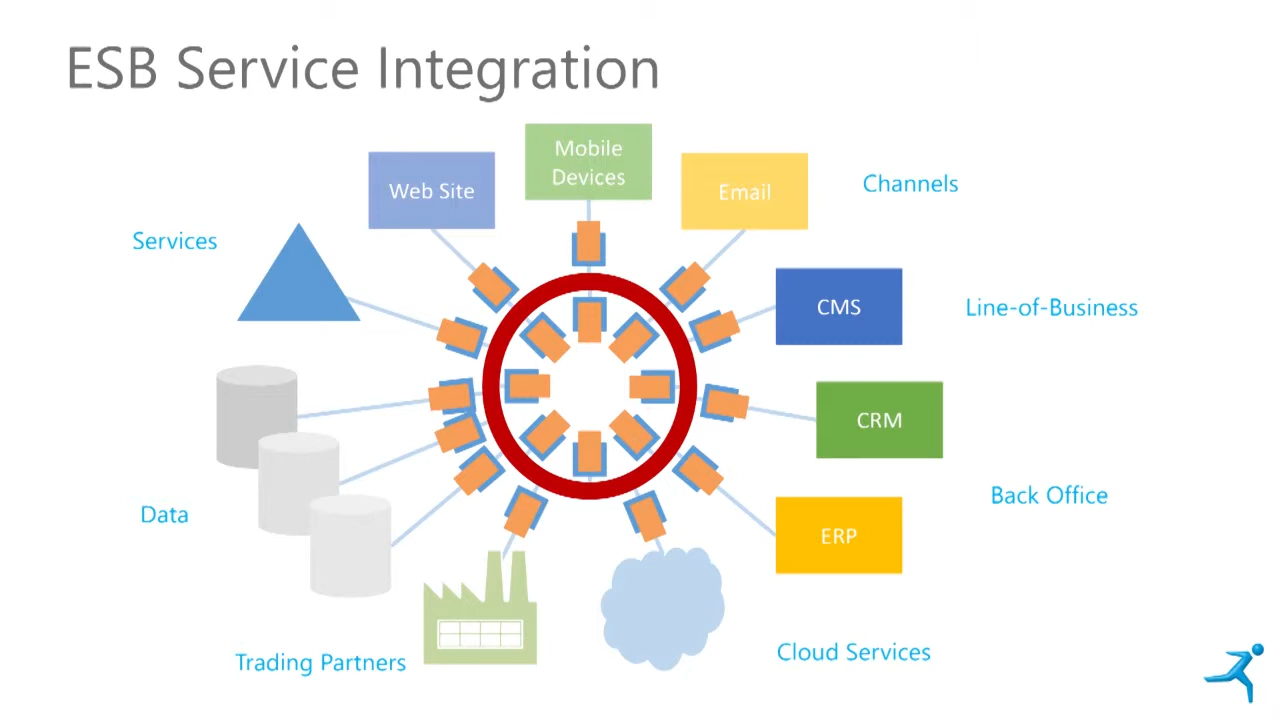 ESB Service Integration
Mobile
Devices
Web Site
Email
Channels
Services
CMS
Line-of-Business
CRM
Back Office
Data
ERP
Trading Partners
Cloud Services